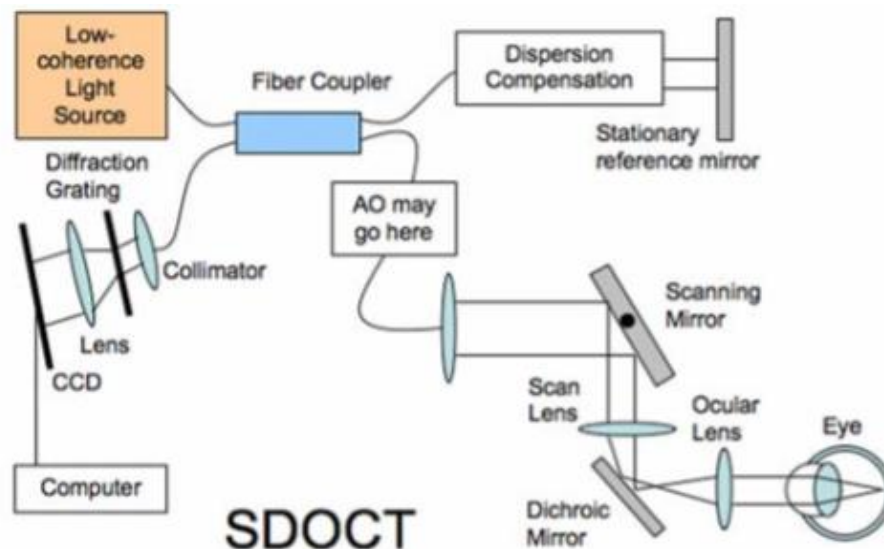 Low-
coherence
Light
Source
Fiber Coupler
Dispersion
Compensation
Stationary
reference mirror
Diffraction
Grating
AO may
go here
Collimator
Lens
CCD
Scanning
Mirror
Scan
Lens
Ocular
Lens
Eye
Computer
Dichroic
Mirror
SDOCT